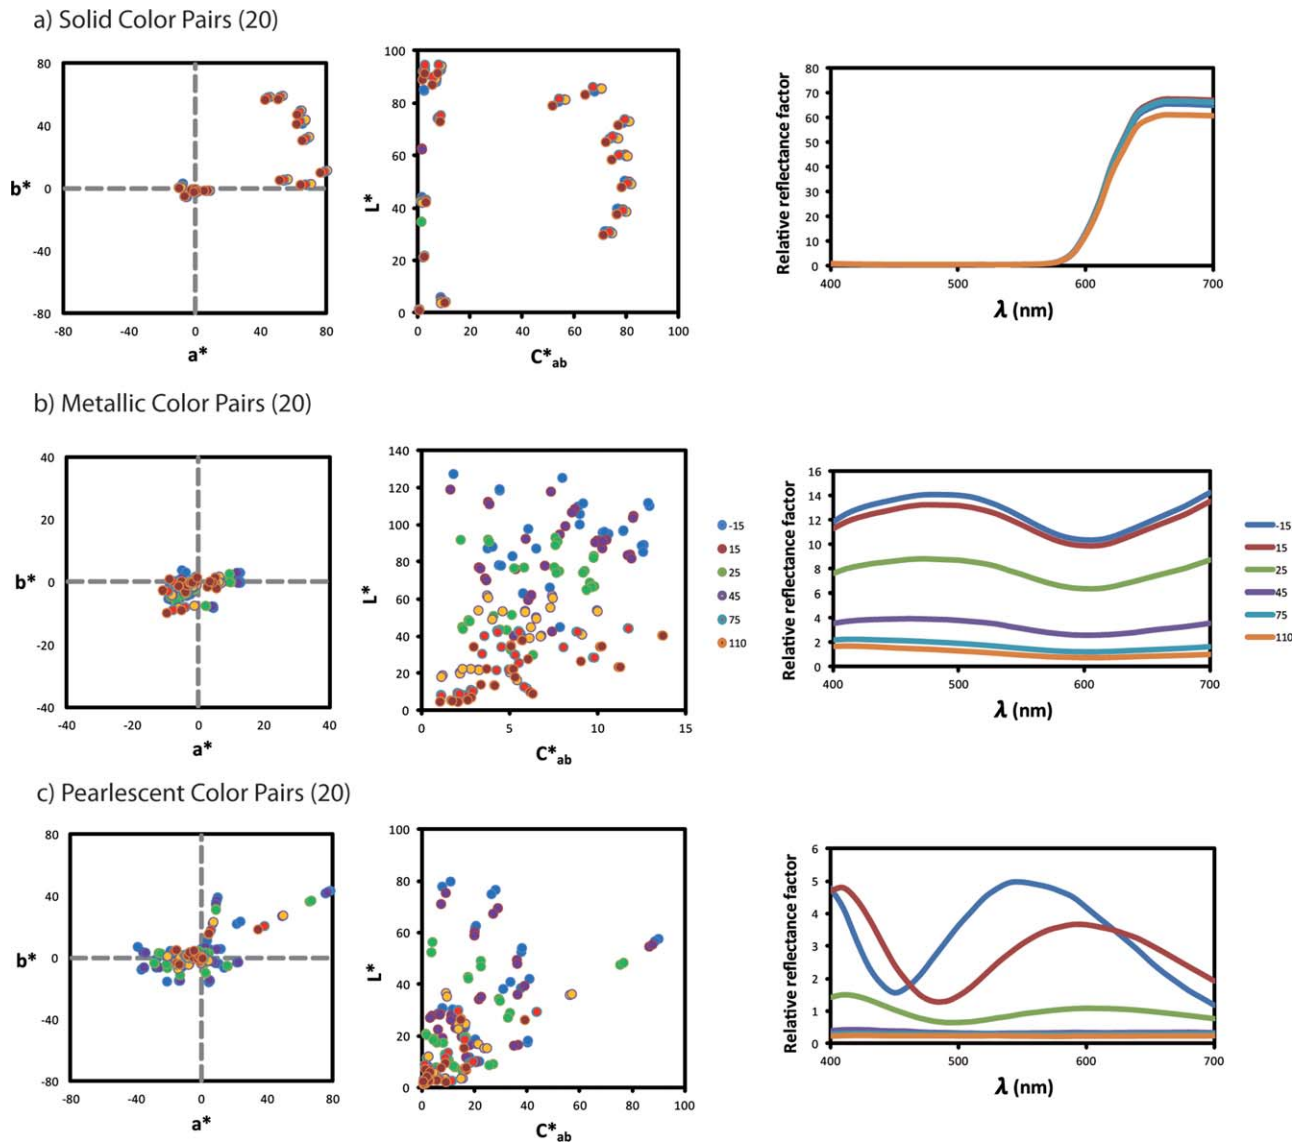 a) Solid Color Pairs (20)
80
40
0
-40
-80
b*
-80 -40 0 40 80
a*
100
80
60
40
20
0
L*
0 20 40 60 80 100
C*ab
80
70
60
50
40
30
20
10
0
Relative reflectance factor
400 500 600 700
λ (nm)
b) Metallic Color Pairs (20)
40
20
0
-20
-40
b*
-40 -20 0 20 40
a*
140
120
100
80
60
40
20
0
L*
0 5 10 15
C*ab
-15
15
25
45
75
110
16
14
12
10
8
6
4
2
0
Relative reflectance factor
400 500 600 700
λ (nm)
-15
15
25
45
75
110
c) Pearlescent Color Pairs (20)
80
40
0
-40
-80
b*
-80 -40 0 40 80
a*
100
80
60
40
20
0
L*
0 20 40 60 80 100
C*ab
6
5
4
3
2
1
0
Relative reflectance factor
400 500 600 700
λ (nm)